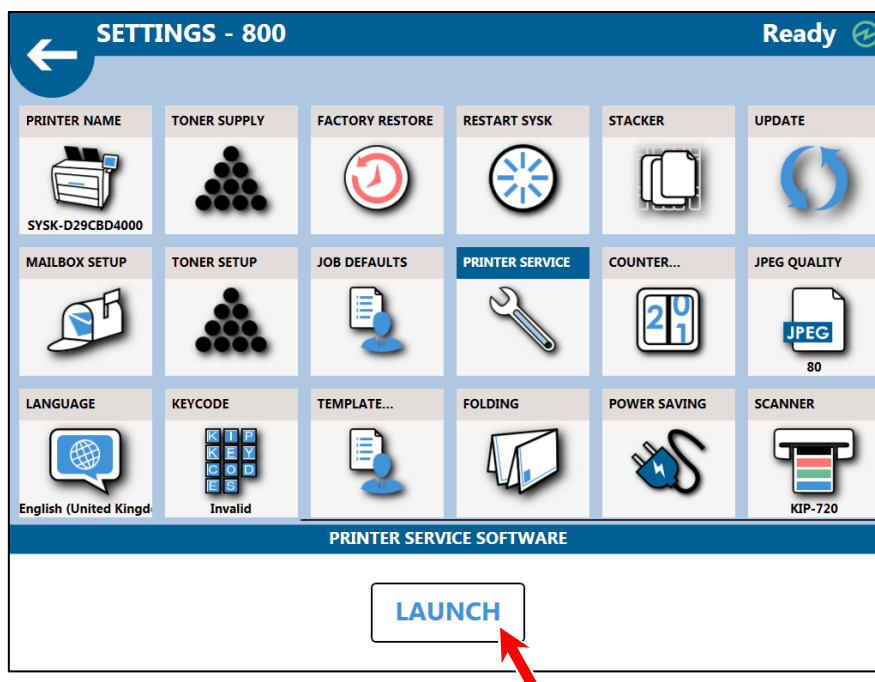 SETTINGS - 800
Ready
PRINTER NAME
TONER SUPPLY
FACTORY RESTORE
RESTART SYSK
STACKER
UPDATE
SYSK-D29CBD4000
MAILBOX SETUP
TONER SETUP
JOB DEFAULTS
PRINTER SERVICE
COUNTER...
JPEG QUALITY
2 0
1
JPEG
80
LANGUAGE
KEYCODE
TEMPLATE...
FOLDING
POWER SAVING
SCANNER
K I P
K E Y
C O D
E S
English (United Kingd
Invalid
KIP-720
PRINTER SERVICE SOFTWARE
LAUNCH